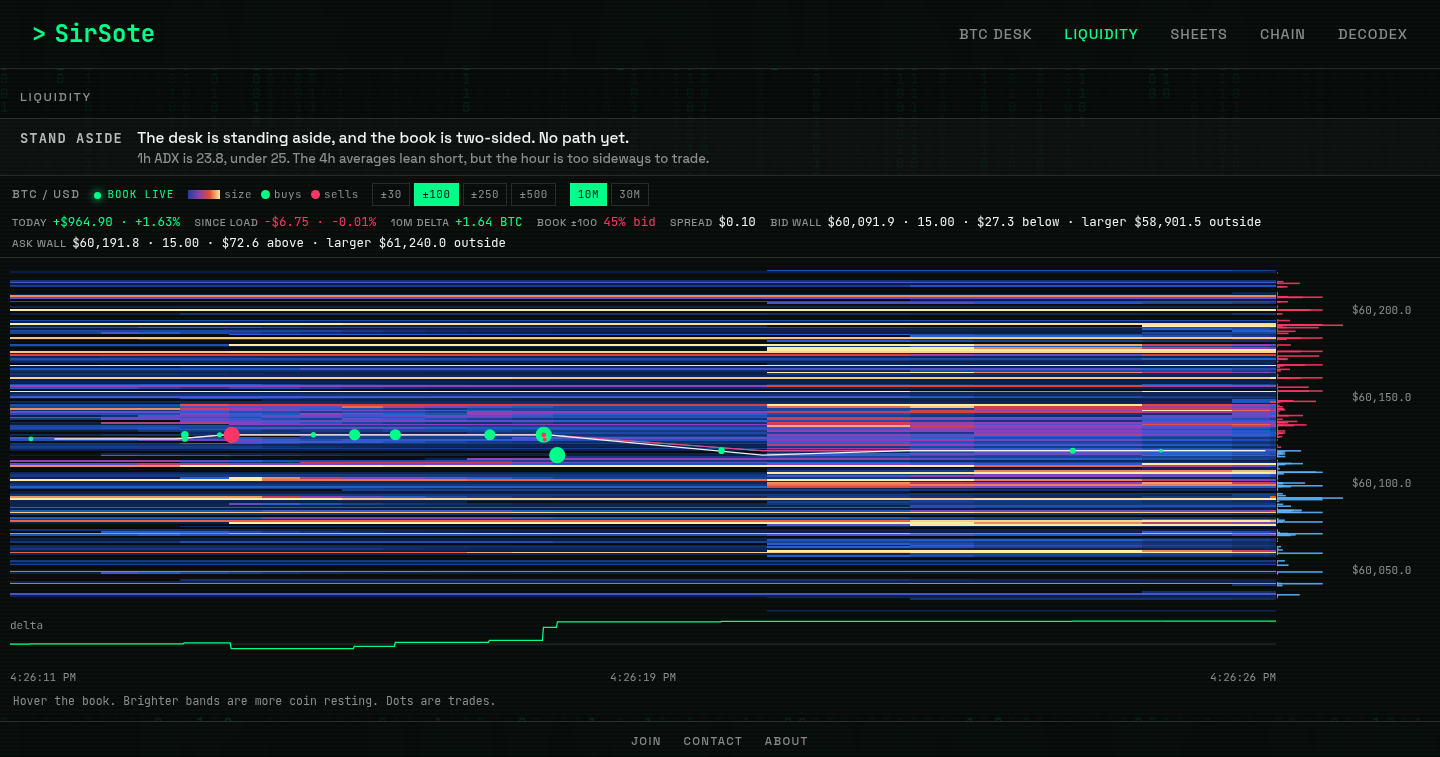 > SirSote
BTC DESK LIQUIDITY SHEETS CHAIN DECODEX
LIQUIDITY
STAND ASIDE The desk is standing aside, and the book is two-sided. No path yet.
1h ADX is 23.8, under 25. The 4h averages lean short, but the hour is too sideways to trade.
BTC / USD BOOK LIVE size buys sells ±30 ±100 ±250 ±500 10M 30M
TODAY +$964.90 · +1.63% SINCE LOAD -$6.75 · -0.01% 10M DELTA +1.64 BTC BOOK ±100 45% bid SPREAD $0.10 BID WALL $60,091.9 · 15.00 · $27.3 below · larger $58,901.5 outside
ASK WALL $60,191.8 · 15.00 · $72.6 above · larger $61,240.0 outside
$60,200.0
$60,150.0
$60,100.0
$60,050.0
delta
4:26:11 PM 4:26:19 PM 4:26:26 PM
Hover the book. Brighter bands are more coin resting. Dots are trades.
JOIN CONTACT ABOUT